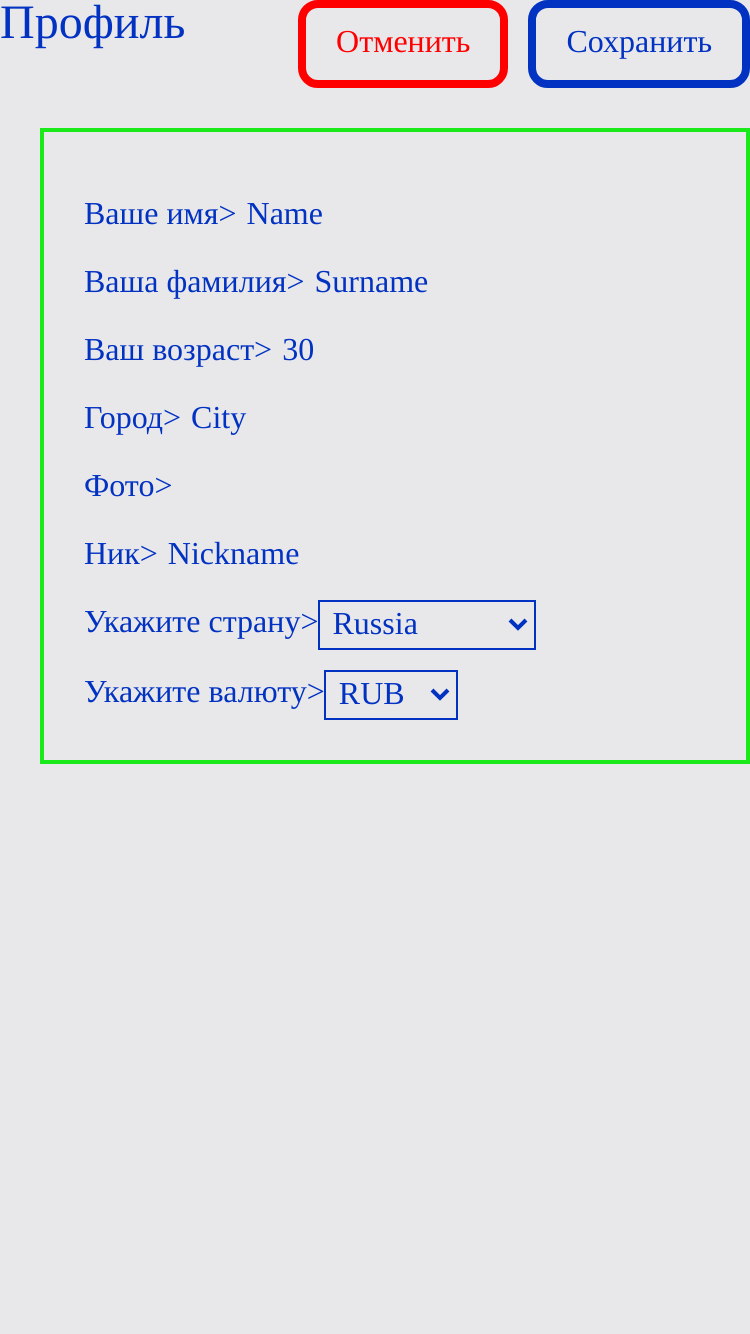 Профиль
Отменить
Сохранить
Ваше имя> Name
Ваша фамилия> Surname
Ваш возраст> 30
Город> City
Фото>
Ник> Nickname
Укажите страну> Russia
Укажите валюту> RUB